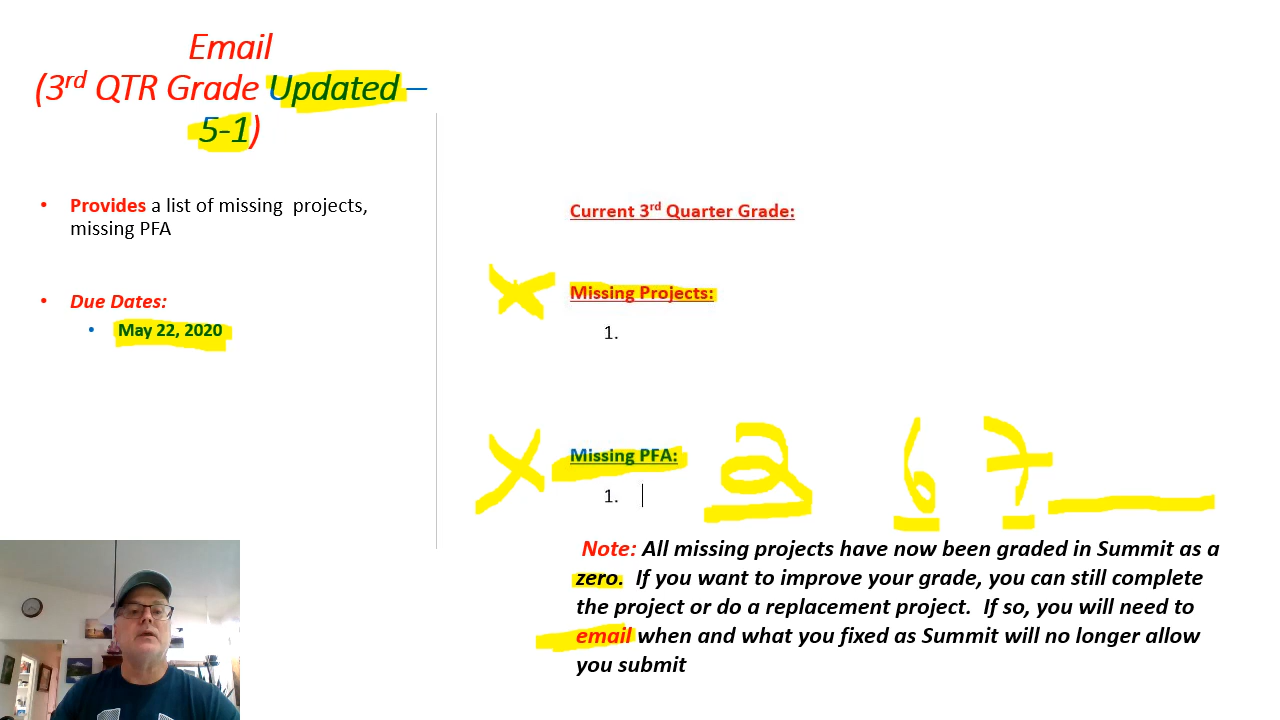 Email
(3rd QTR Grade Updated –
5-1)
• Provides a list of missing projects,
missing PFA
• Due Dates:
• May 22, 2020
Current 3rd Quarter Grade:
Missing Projects:
1.
Missing PFA: 2 6 7
1.
Note: All missing projects have now been graded in Summit as a
zero. If you want to improve your grade, you can still complete
the project or do a replacement project. If so, you will need to
email when and what you fixed as Summit will no longer allow
you submit